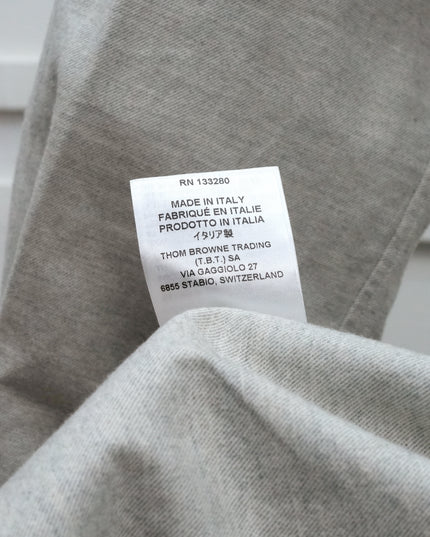 RN 133280
MADE IN ITALY
FABRIQUÉ EN ITALIE
PRODOTTO IN ITALIA
イタリア製
THOM BROWNE TRADING
(T.B.T.) SA
VIA GAGGIOLO 27
6855 STABIO, SWITZERLAND